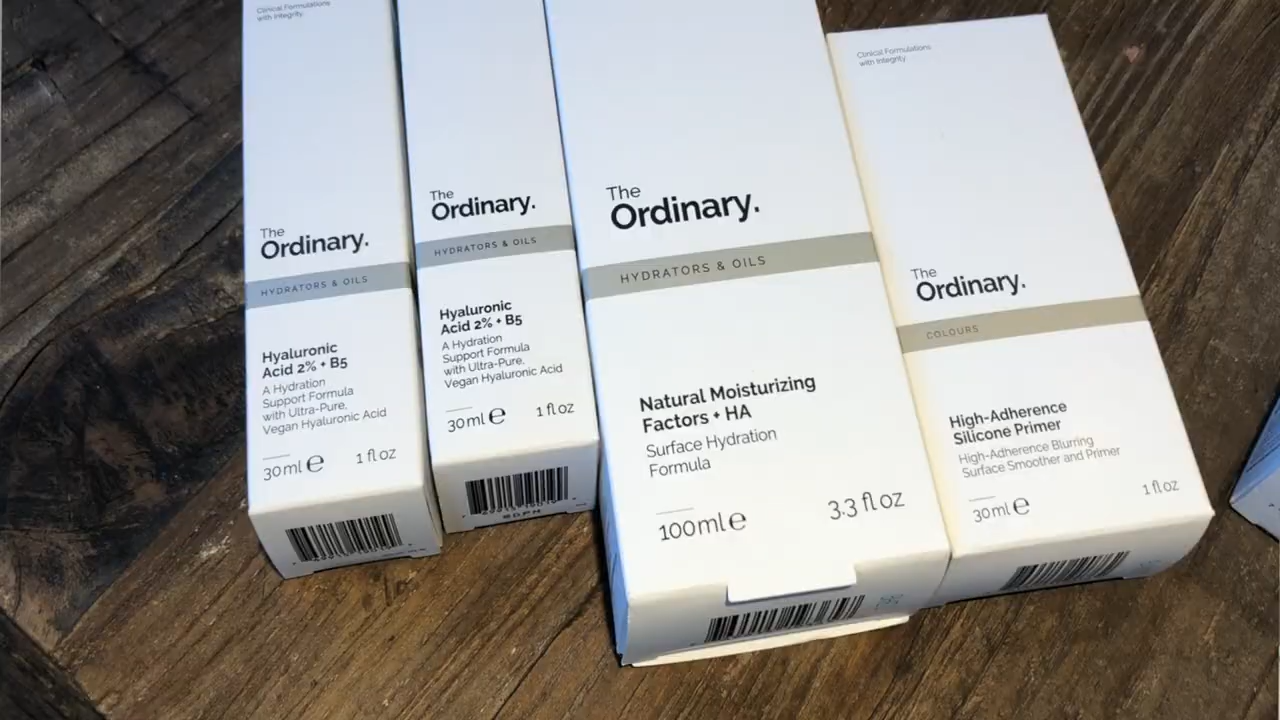 Clinical Formulations
with Integrity.
The
Ordinary.
HYDRATORS & OILS
Hyaluronic
Acid 2% + B5
A Hydration
Support Formula
with Ultra-Pure,
Vegan Hyaluronic Acid
30ml e 1 fl oz
The
Ordinary.
HYDRATORS & OILS
Hyaluronic
Acid 2% + B5
A Hydration
Support Formula
with Ultra-Pure,
Vegan Hyaluronic Acid
30ml e 1 fl oz
The
Ordinary.
HYDRATORS & OILS
Natural Moisturizing
Factors + HA
Surface Hydration
Formula
100ml e 3.3 fl oz
Clinical Formulations
with Integrity.
The
Ordinary.
COLOURS
High-Adherence
Silicone Primer
High-Adherence Blurring
Surface Smoother and Primer
30ml e 1 fl oz